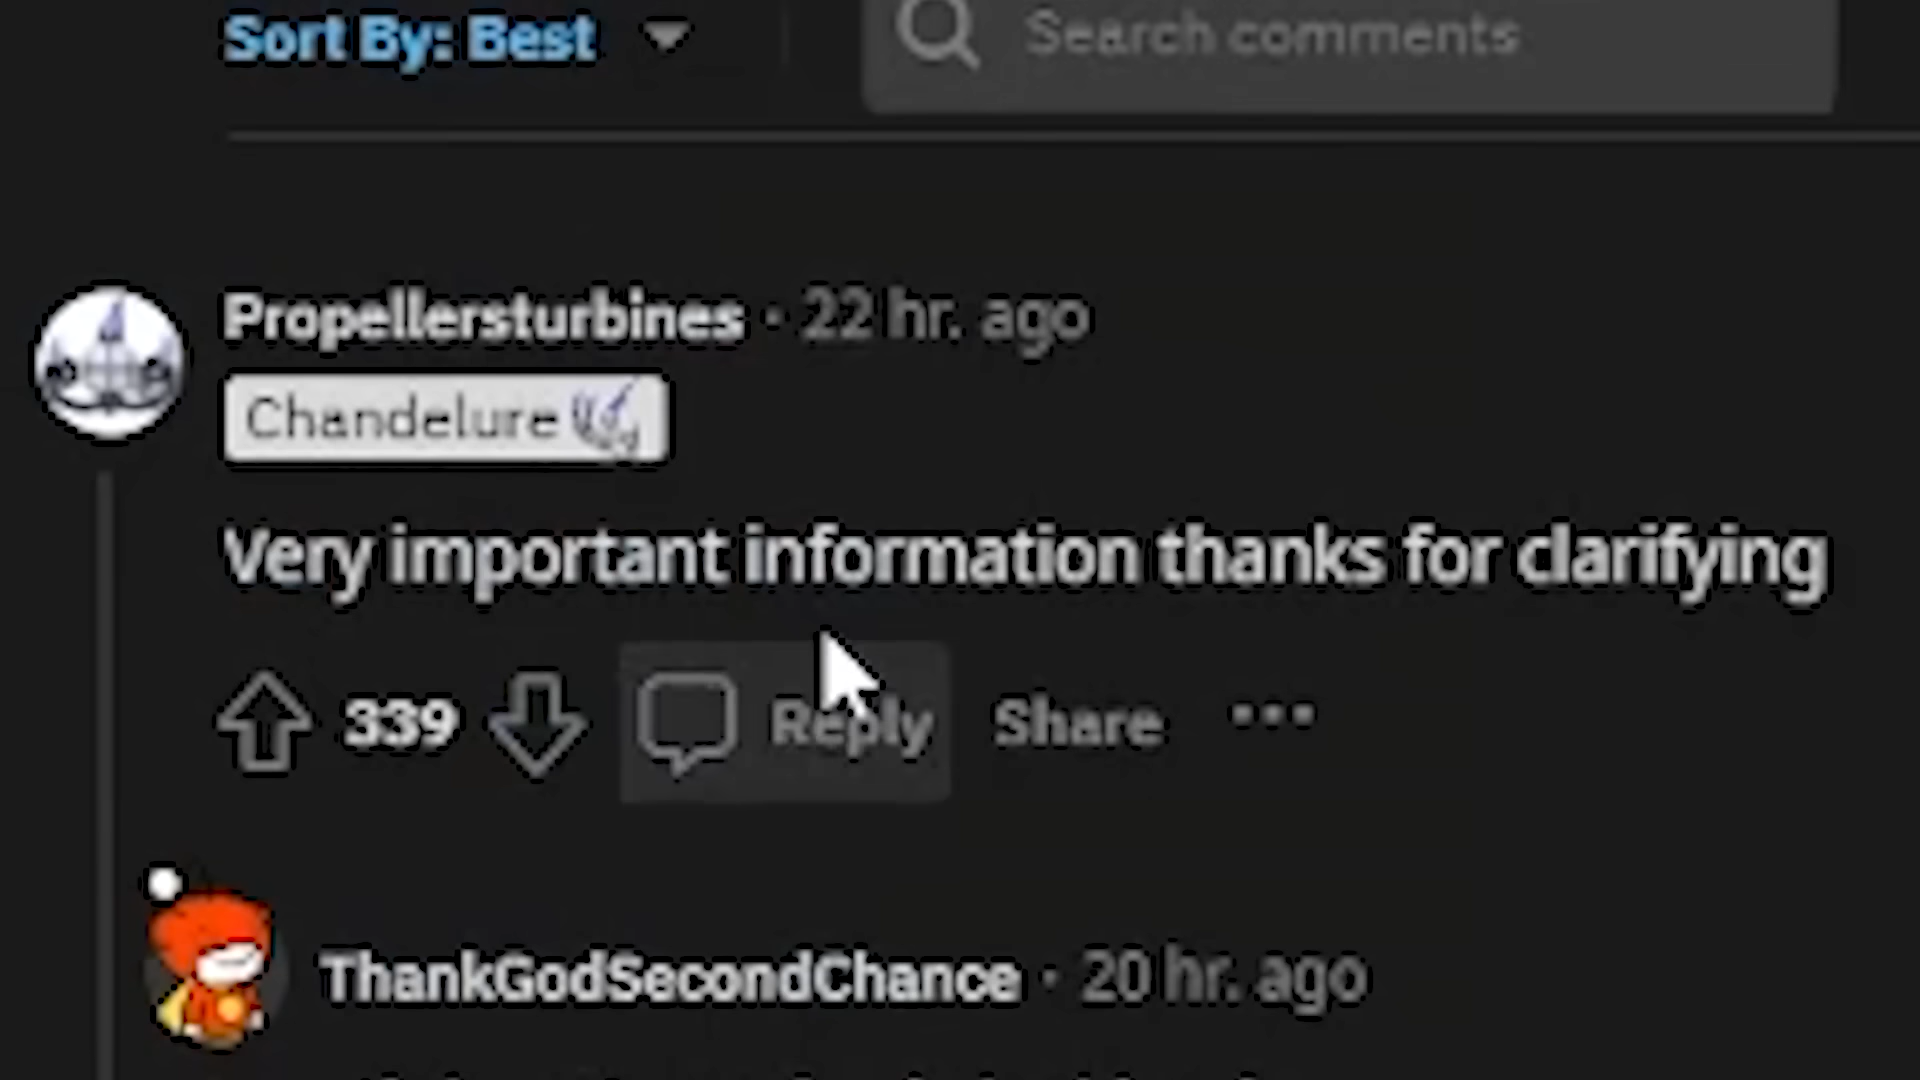 Sort By: Best
Search comments
Propellersturbines · 22 hr. ago
Chandelure
Very important information thanks for clarifying
339 Reply Share ···
ThankGodSecondChance · 20 hr. ago